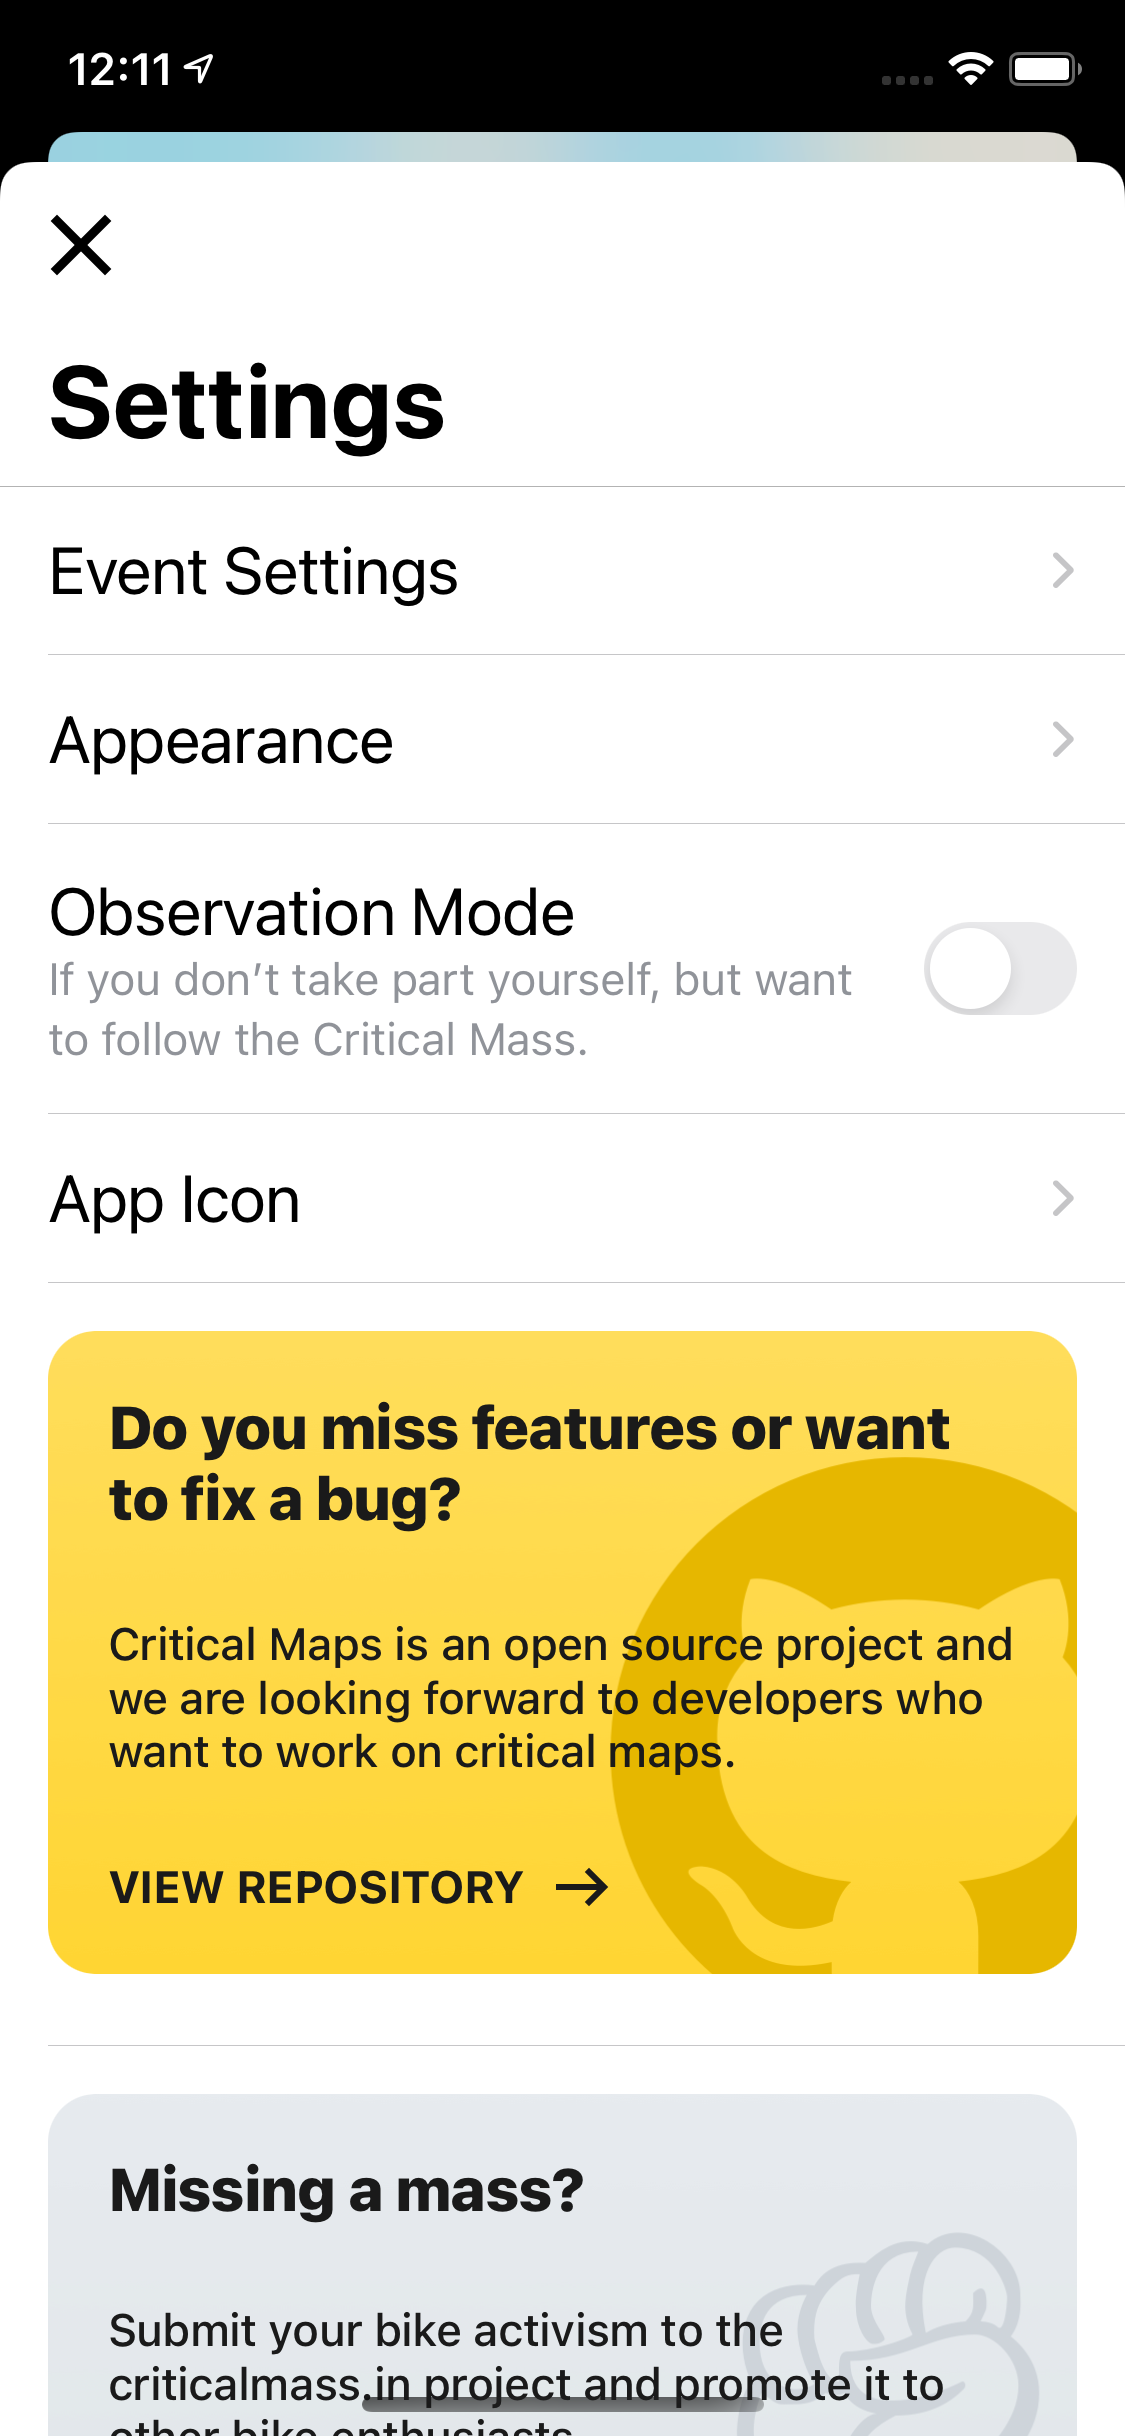 12:11
Settings
Event Settings
Appearance
Observation Mode
If you don't take part yourself, but want
to follow the Critical Mass.
App Icon
Do you miss features or want
to fix a bug?
Critical Maps is an open source project and
we are looking forward to developers who
want to work on critical maps.
VIEW REPOSITORY
Missing a mass?
Submit your bike activism to the
criticalmass.in project and promote it to
other bike enthusiasts